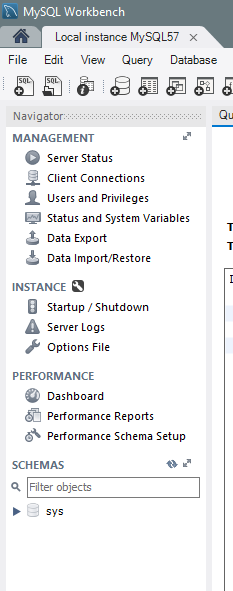 MySQL Workbench
Local instance MySQL57 ×
File Edit View Query Database
SQL SQL
Navigator
Qu
MANAGEMENT
Server Status
Client Connections
Users and Privileges
Status and System Variables
Data Export
Data Import/Restore
INSTANCE
Startup / Shutdown
Server Logs
Options File
PERFORMANCE
Dashboard
Performance Reports
Performance Schema Setup
SCHEMAS
Filter objects
sys